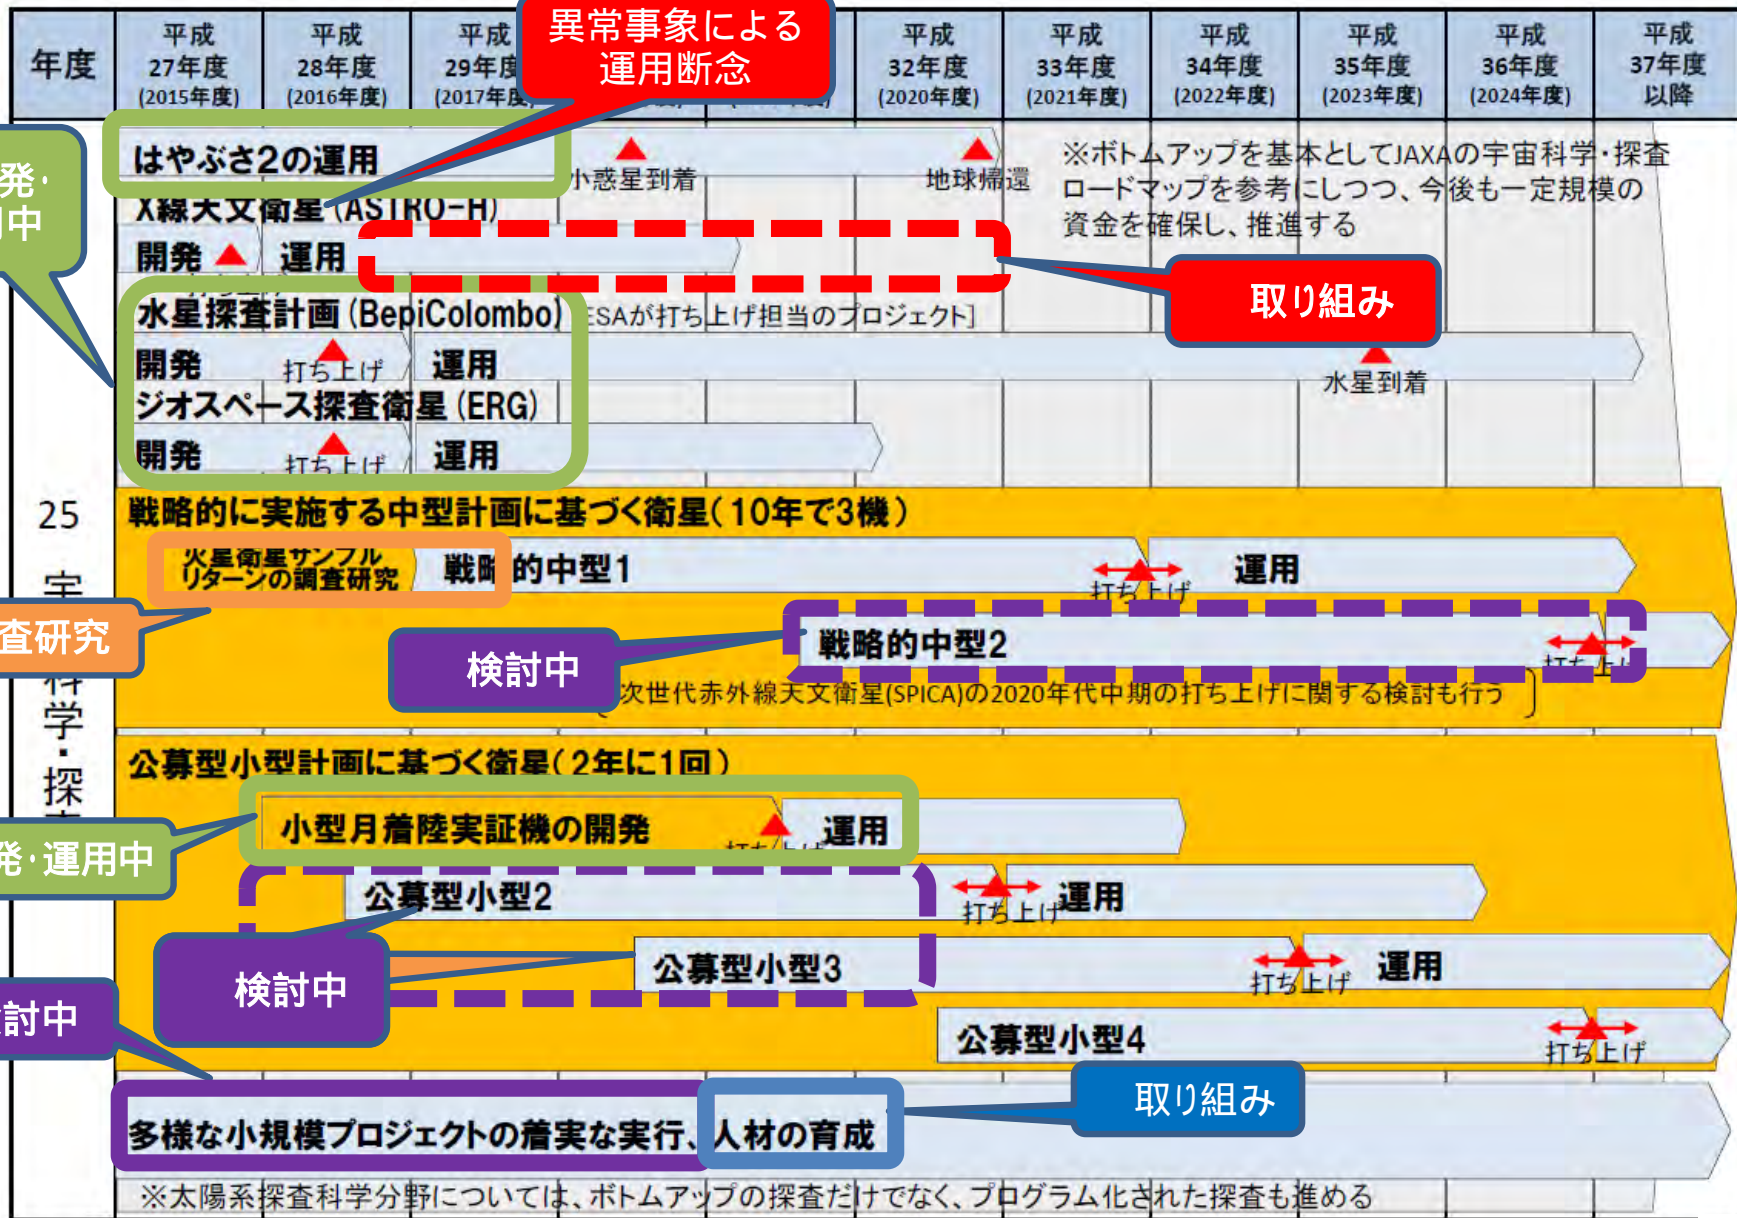 異常事象による
運用断念
年度
平成
27年度
(2015年度)
平成
28年度
(2016年度)
平成
29年度
(2017年度)
平成
32年度
(2020年度)
平成
33年度
(2021年度)
平成
34年度
(2022年度)
平成
35年度
(2023年度)
平成
36年度
(2024年度)
平成
37年度
以降
発・
中
はやぶさ2の運用
小惑星到着
地球帰還
※ボトムアップを基本としてJAXAの宇宙科学・探査
ロードマップを参考にしつつ、今後も一定規模の
資金を確保し、推進する
X線天文衛星(ASTRO-H)
開発
運用
取り組み
水星探査計画(BepiColombo)
ESAが打ち上げ担当のプロジェクト]
開発
打ち上げ
運用
水星到着
ジオスペース探査衛星(ERG)
開発
打ち上げ
運用
25
宇
科学・探査
戦略的に実施する中型計画に基づく衛星(10年で3機)
火星衛星サンプル
リターンの調査研究
戦略的中型1
打ち上げ
運用
査研究
検討中
戦略的中型2
打ち上げ
次世代赤外線天文衛星(SPICA)の2020年代中期の打ち上げに関する検討も行う
公募型小型計画に基づく衛星(2年に1回)
小型月着陸実証機の開発
打ち上げ
運用
発・運用中
公募型小型2
打ち上げ
運用
検討中
公募型小型3
打ち上げ
運用
討中
公募型小型4
打ち上げ
取り組み
多様な小規模プロジェクトの着実な実行、人材の育成
※太陽系探査科学分野については、ボトムアップの探査だけでなく、プログラム化された探査も進める